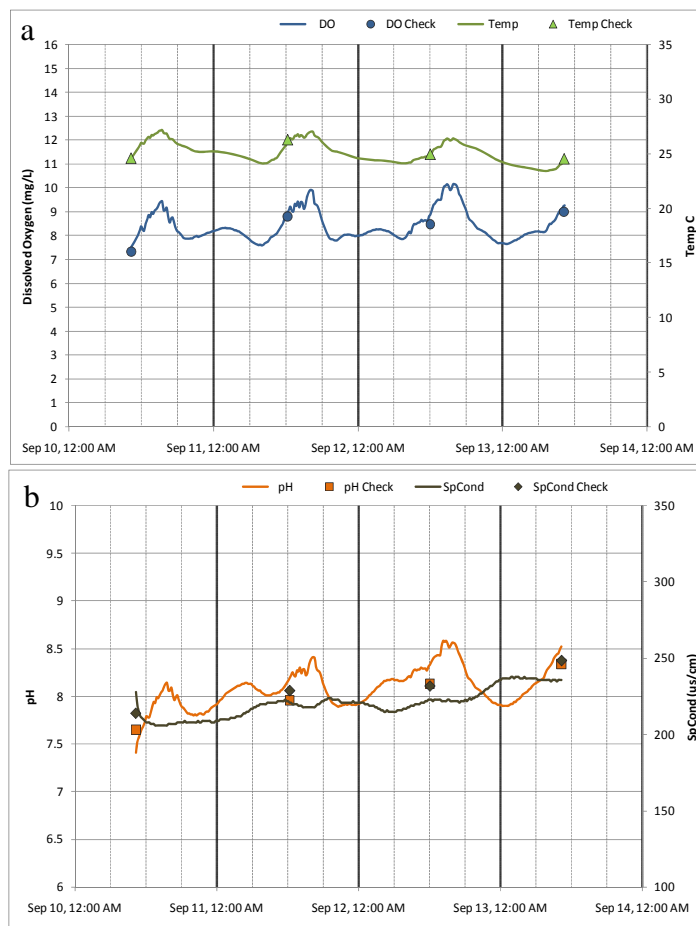 a
DO DO Check Temp Temp Check
16 35
15
14 30
13
12
11 25
10
9 20
8
7 15
6
5
4 10
3
2 5
1
0 0
Dissolved Oxygen (mg/L)
Temp C
Sep 10, 12:00 AM Sep 11, 12:00 AM Sep 12, 12:00 AM Sep 13, 12:00 AM Sep 14, 12:00 AM
b
pH pH Check SpCond SpCond Check
10 350
9.5
9 300
8.5
8 250
7.5 200
7
6.5 150
6 100
pH
SpCond (us/cm)
Sep 10, 12:00 AM Sep 11, 12:00 AM Sep 12, 12:00 AM Sep 13, 12:00 AM Sep 14, 12:00 AM